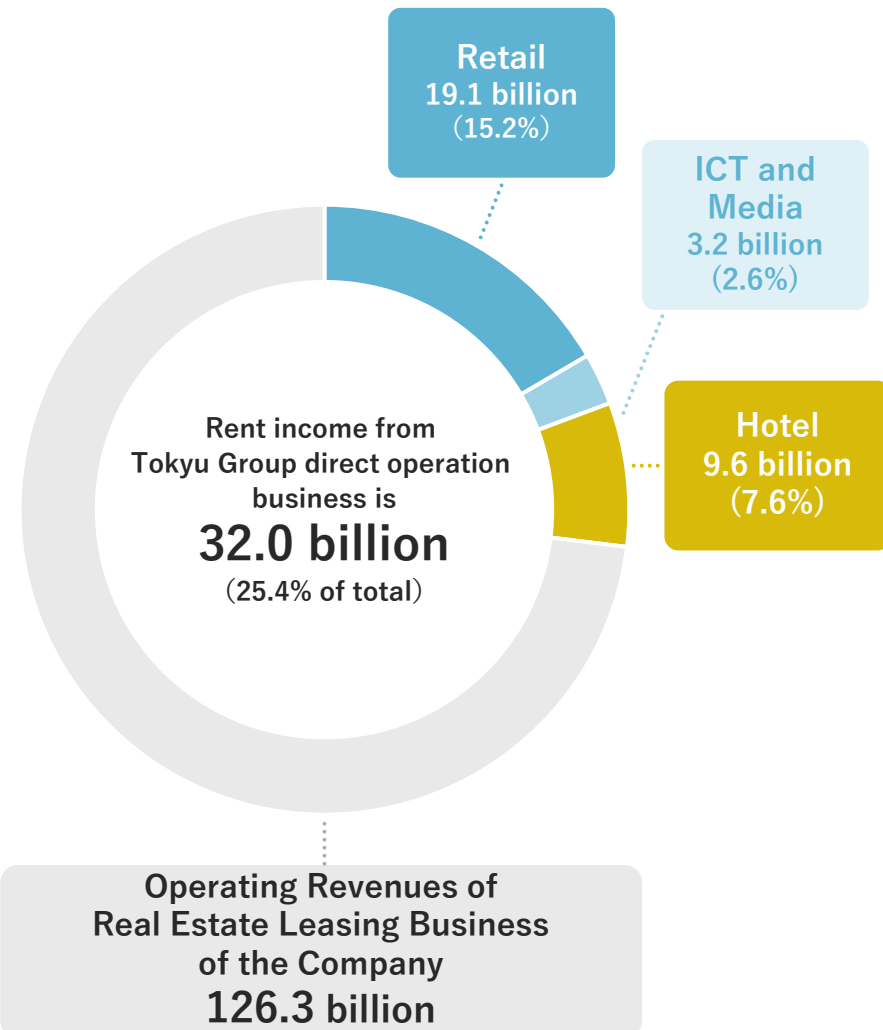 Retail
19.1 billion
(15.2%)
ICT and
Media
3.2 billion
(2.6%)
Hotel
9.6 billion
(7.6%)
Rent income from
Tokyu Group direct operation
business is
32.0 billion
(25.4% of total)
Operating Revenues of
Real Estate Leasing Business
of the Company
126.3 billion